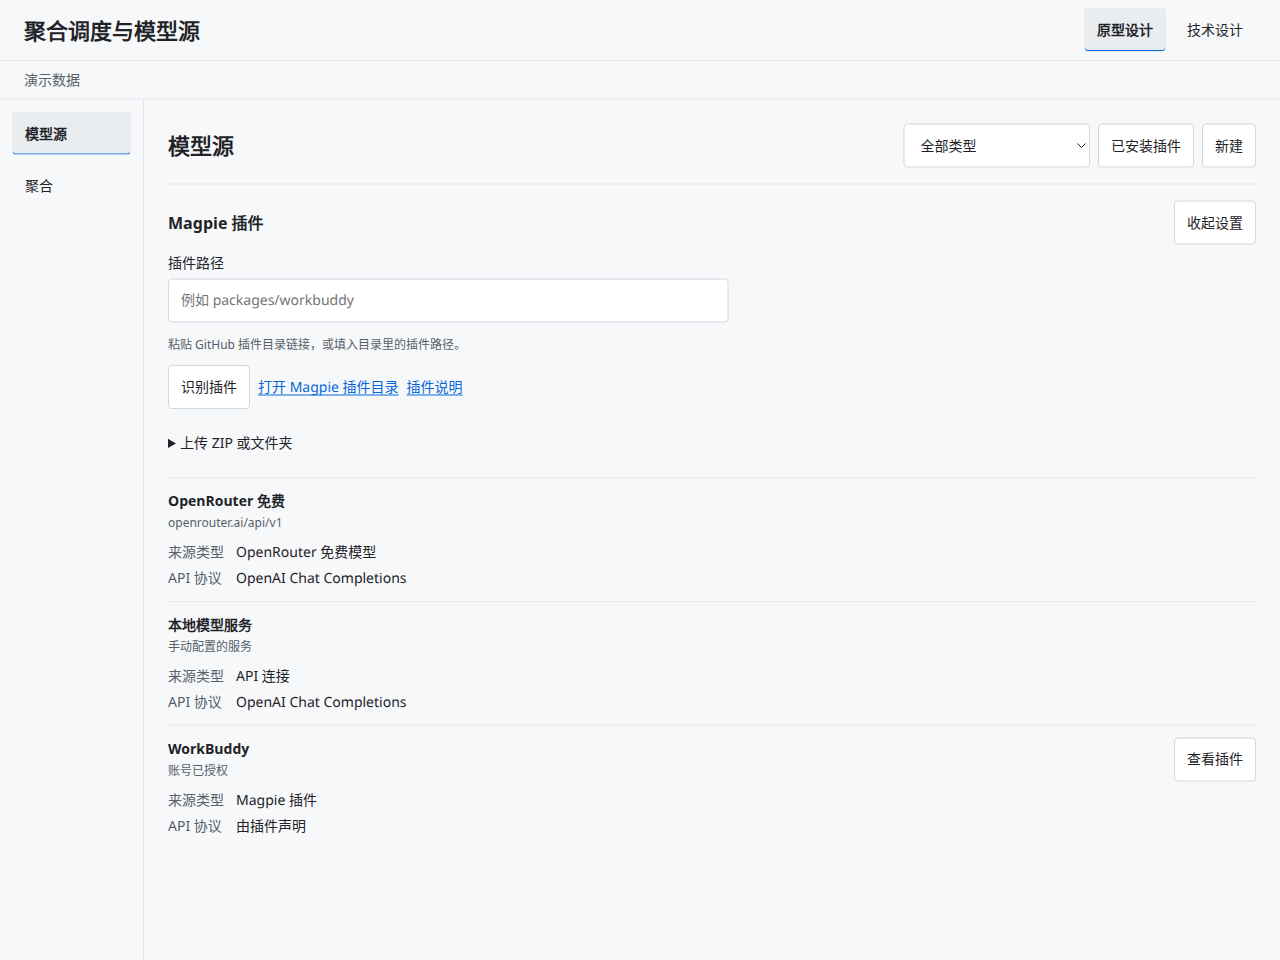 聚合调度与模型源
原型设计
技术设计
演示数据
模型源
聚合
模型源
全部类型
已安装插件
新建
Magpie 插件
收起设置
插件路径
例如 packages/workbuddy
粘贴 GitHub 插件目录链接，或填入目录里的插件路径。
识别插件
打开 Magpie 插件目录
插件说明
上传 ZIP 或文件夹
OpenRouter 免费
openrouter.ai/api/v1
来源类型 OpenRouter 免费模型
API 协议 OpenAI Chat Completions
本地模型服务
手动配置的服务
来源类型 API 连接
API 协议 OpenAI Chat Completions
WorkBuddy
查看插件
账号已授权
来源类型 Magpie 插件
API 协议 由插件声明